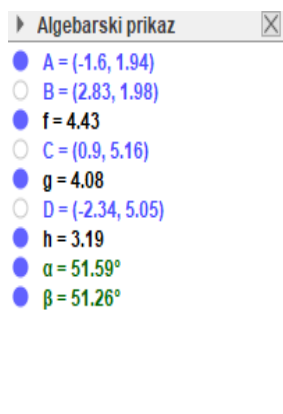 Algebarski prikaz
A = (-1.6, 1.94)
B = (2.83, 1.98)
f = 4.43
C = (0.9, 5.16)
g = 4.08
D = (-2.34, 5.05)
h = 3.19
α = 51.59°
β = 51.26°